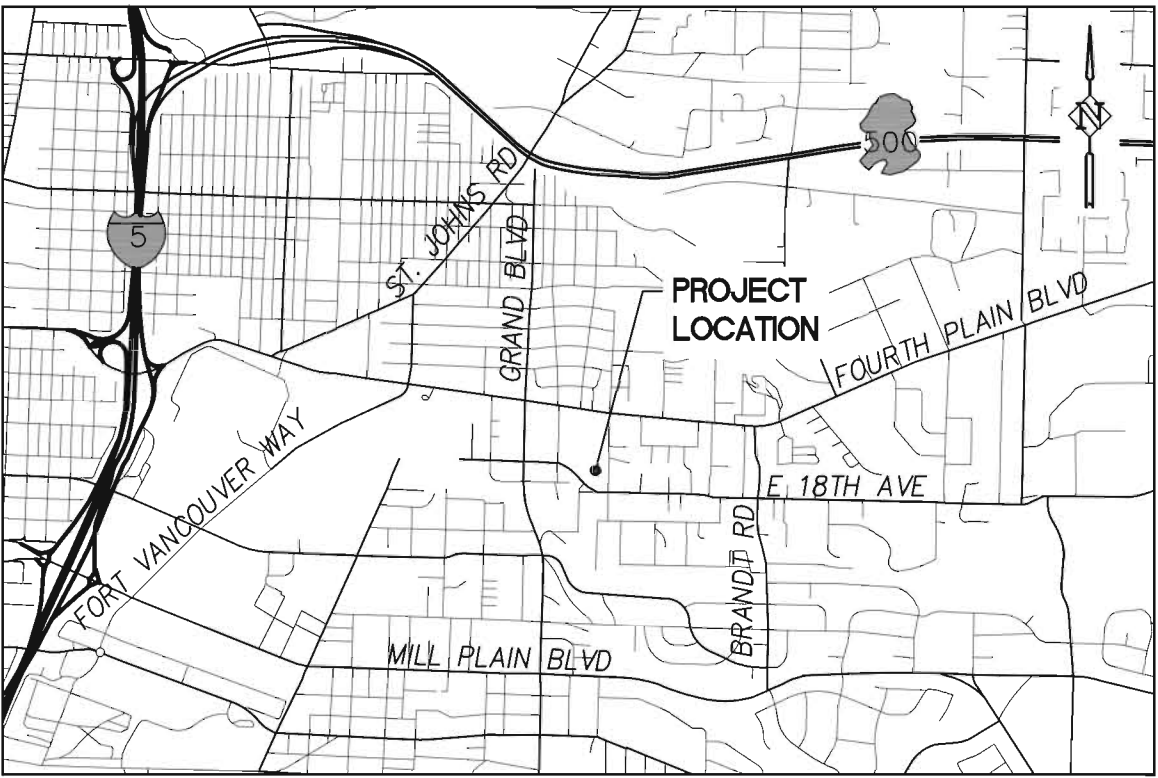 500
N
5
ST. JOHNS RD
GRAND BLVD
PROJECT
LOCATION
FOURTH PLAIN BLVD
FORT VANCOUVER WAY
E 18TH AVE
BRANDT RD
MILL PLAIN BLVD